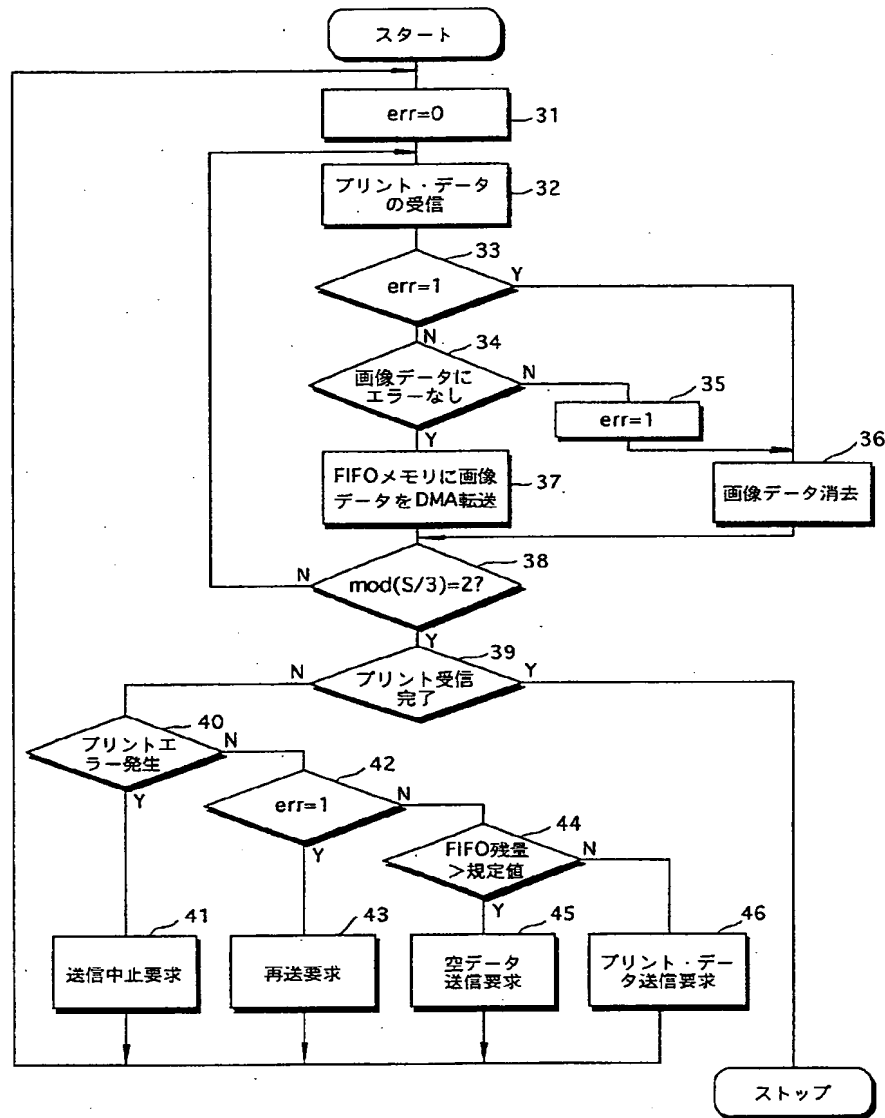 スタート
err=0
31
プリント・データ
の受信
32
33
err=1
Y
N
34
画像データに
エラーなし
N
35
err=1
Y
36
画像データ消去
FIFOメモリに画像
データをDMA転送
37
38
mod(S/3)=2?
N
Y
39
プリント受信
完了
N
Y
40
プリントエ
ラー発生
N
Y
42
err=1
N
Y
44
FIFO残量
＞規定値
N
Y
41
送信中止要求
43
再送要求
45
空データ
送信要求
46
プリント・デー
タ送信要求
ストップ